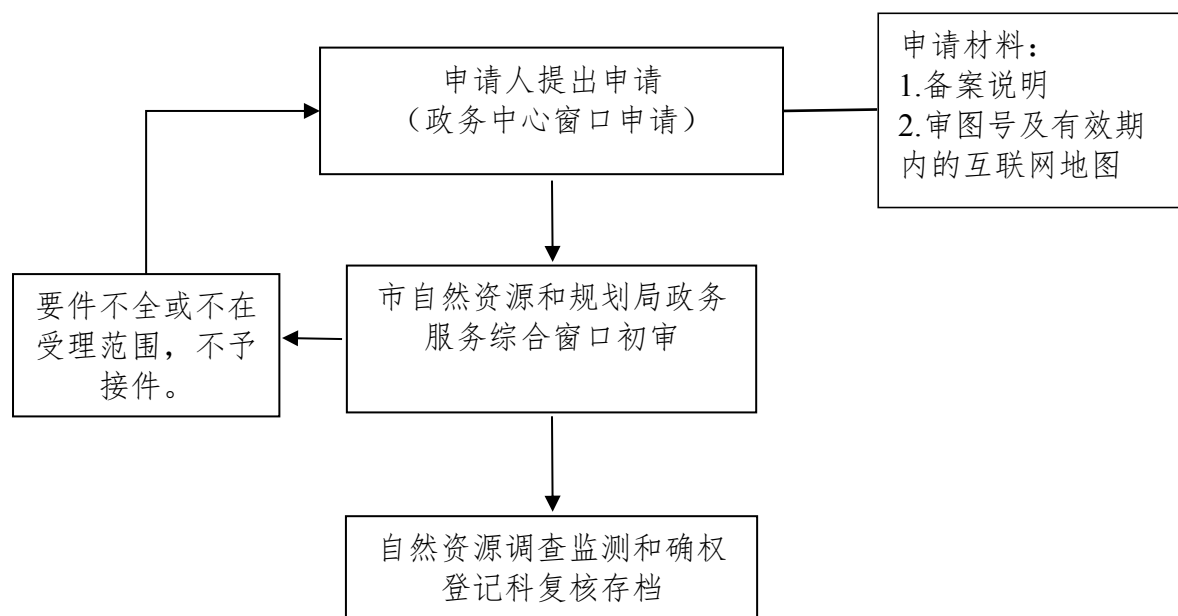 申请人提出申请
（政务中心窗口申请）
申请材料：
1.备案说明
2.审图号及有效期
内的互联网地图
要件不全或不在
受理范围，不予
接件。
市自然资源和规划局政务
服务综合窗口初审
自然资源调查监测和确权
登记科复核存档